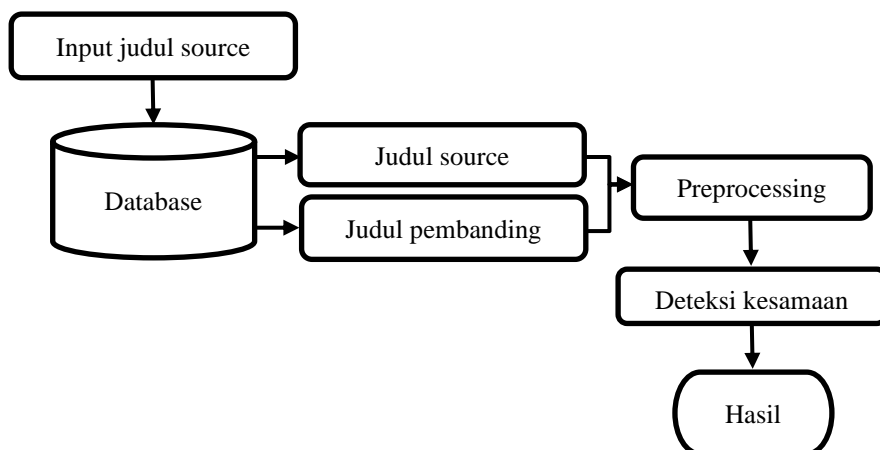 Input judul source
Judul source
Database
Judul pembanding
Preprocessing
Deteksi kesamaan
Hasil